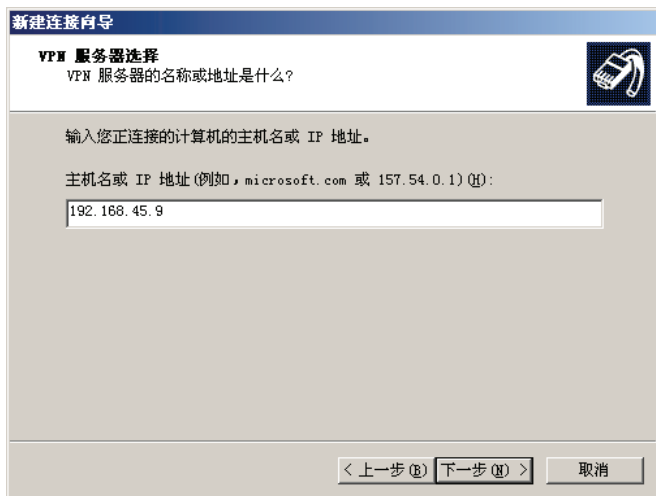 新建连接向导
VPN 服务器选择
VPN 服务器的名称或地址是什么?
输入您正连接的计算机的主机名或 IP 地址。
主机名或 IP 地址(例如，microsoft.com 或 157.54.0.1)(H):
192.168.45.9
< 上一步(B) 下一步(N) > 取消